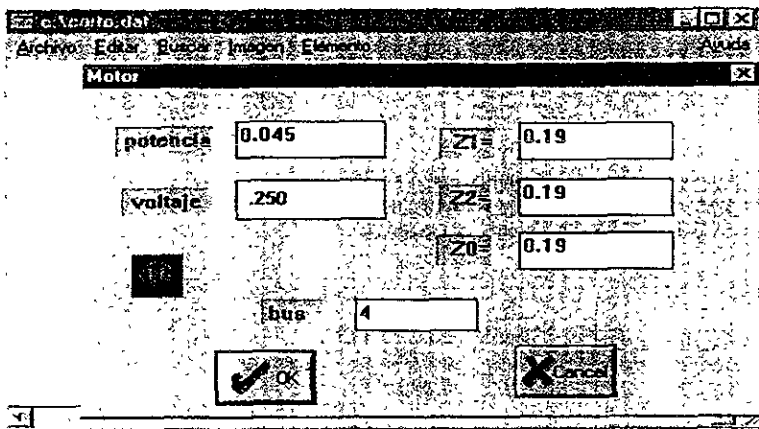 c:\corto.dat
Archivo Editar Buscar Imagen Elemento Ayuda
Motor
potencia 0.045 Z1 0.19
voltaje .250 Z2 0.19
Z0 0.19
bus 4
OK Cancel